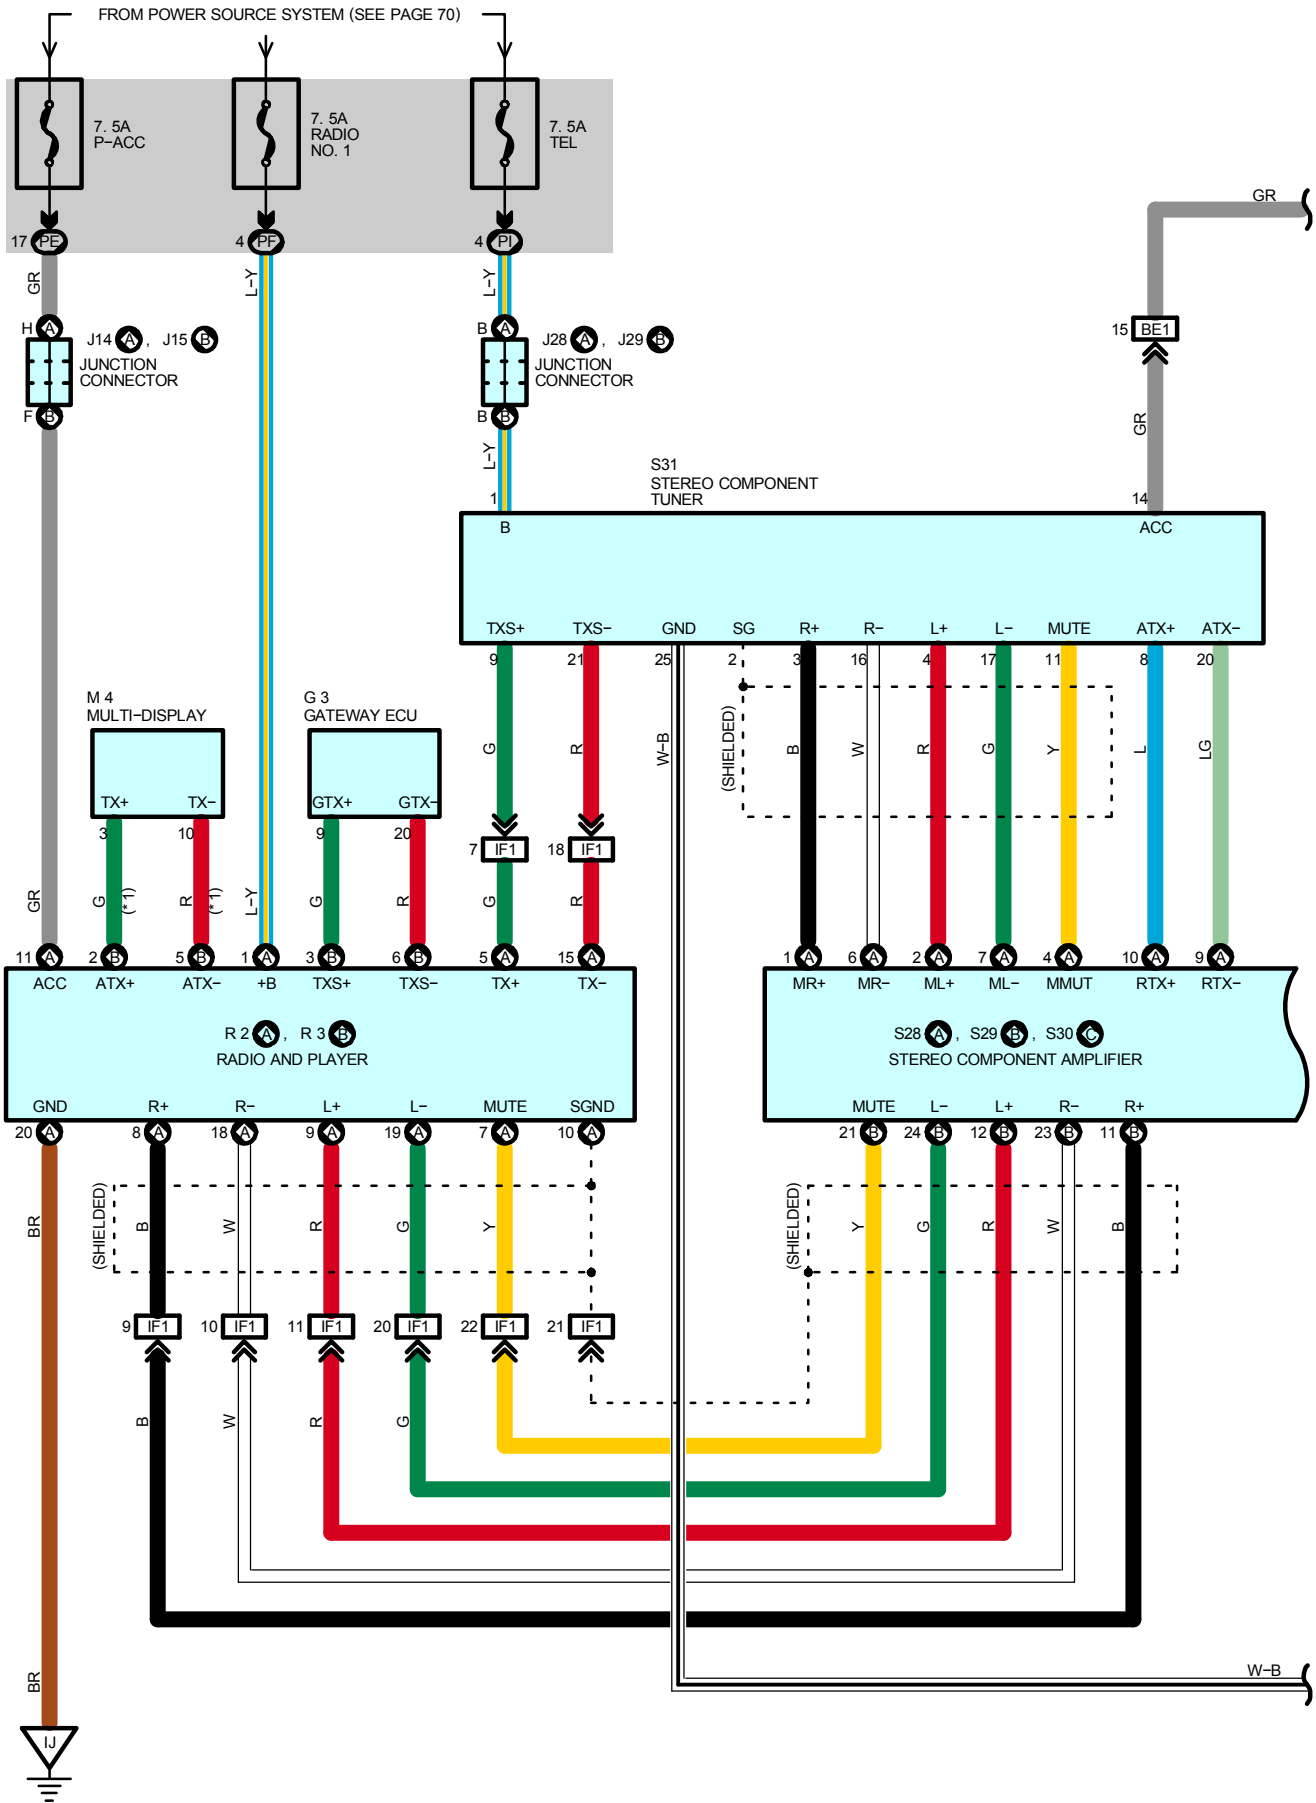 FROM POWER SOURCE SYSTEM (SEE PAGE 70)
7. 5A
P−ACC
7. 5A
RADIO
NO. 1
7. 5A
TEL
GR
17 PE
4 PF
4 PI
GR
L−Y
L−Y
H A
J14 A , J15 B
JUNCTION
CONNECTOR
F B
B A
J28 A , J29 B
JUNCTION
CONNECTOR
B B
15 BE1
L−Y
GR
S31
STEREO COMPONENT
TUNER
1
14
B
ACC
TXS+ TXS− GND SG R+ R− L+ L− MUTE ATX+ ATX−
9 21 25 2 3 16 4 17 11 8 20
M 4
MULTI−DISPLAY
G 3
GATEWAY ECU
G R W−B (SHIELDED) B W R G Y L LG
TX+ TX−
GTX+ GTX−
3 10
9 20
7 IF1
18 IF1
GR G (*1) R (*1) L−Y G R G R
11 A 2 B 5 B 1 A 3 B 6 B 5 A 15 A
1 A 6 A 2 A 7 A 4 A 10 A 9 A
ACC ATX+ ATX− +B TXS+ TXS− TX+ TX−
MR+ MR− ML+ ML− MMUT RTX+ RTX−
R 2 A , R 3 B
RADIO AND PLAYER
S28 A , S29 B , S30 C
STEREO COMPONENT AMPLIFIER
GND R+ R− L+ L− MUTE SGND
MUTE L− L+ R− R+
20 A 8 A 18 A 9 A 19 A 7 A 10 A
21 B 24 B 12 B 23 B 11 B
BR (SHIELDED) B W R G Y
(SHIELDED) Y G R W B
9 IF1 10 IF1 11 IF1 20 IF1 22 IF1 21 IF1
B W R G
BR
W−B
IJ